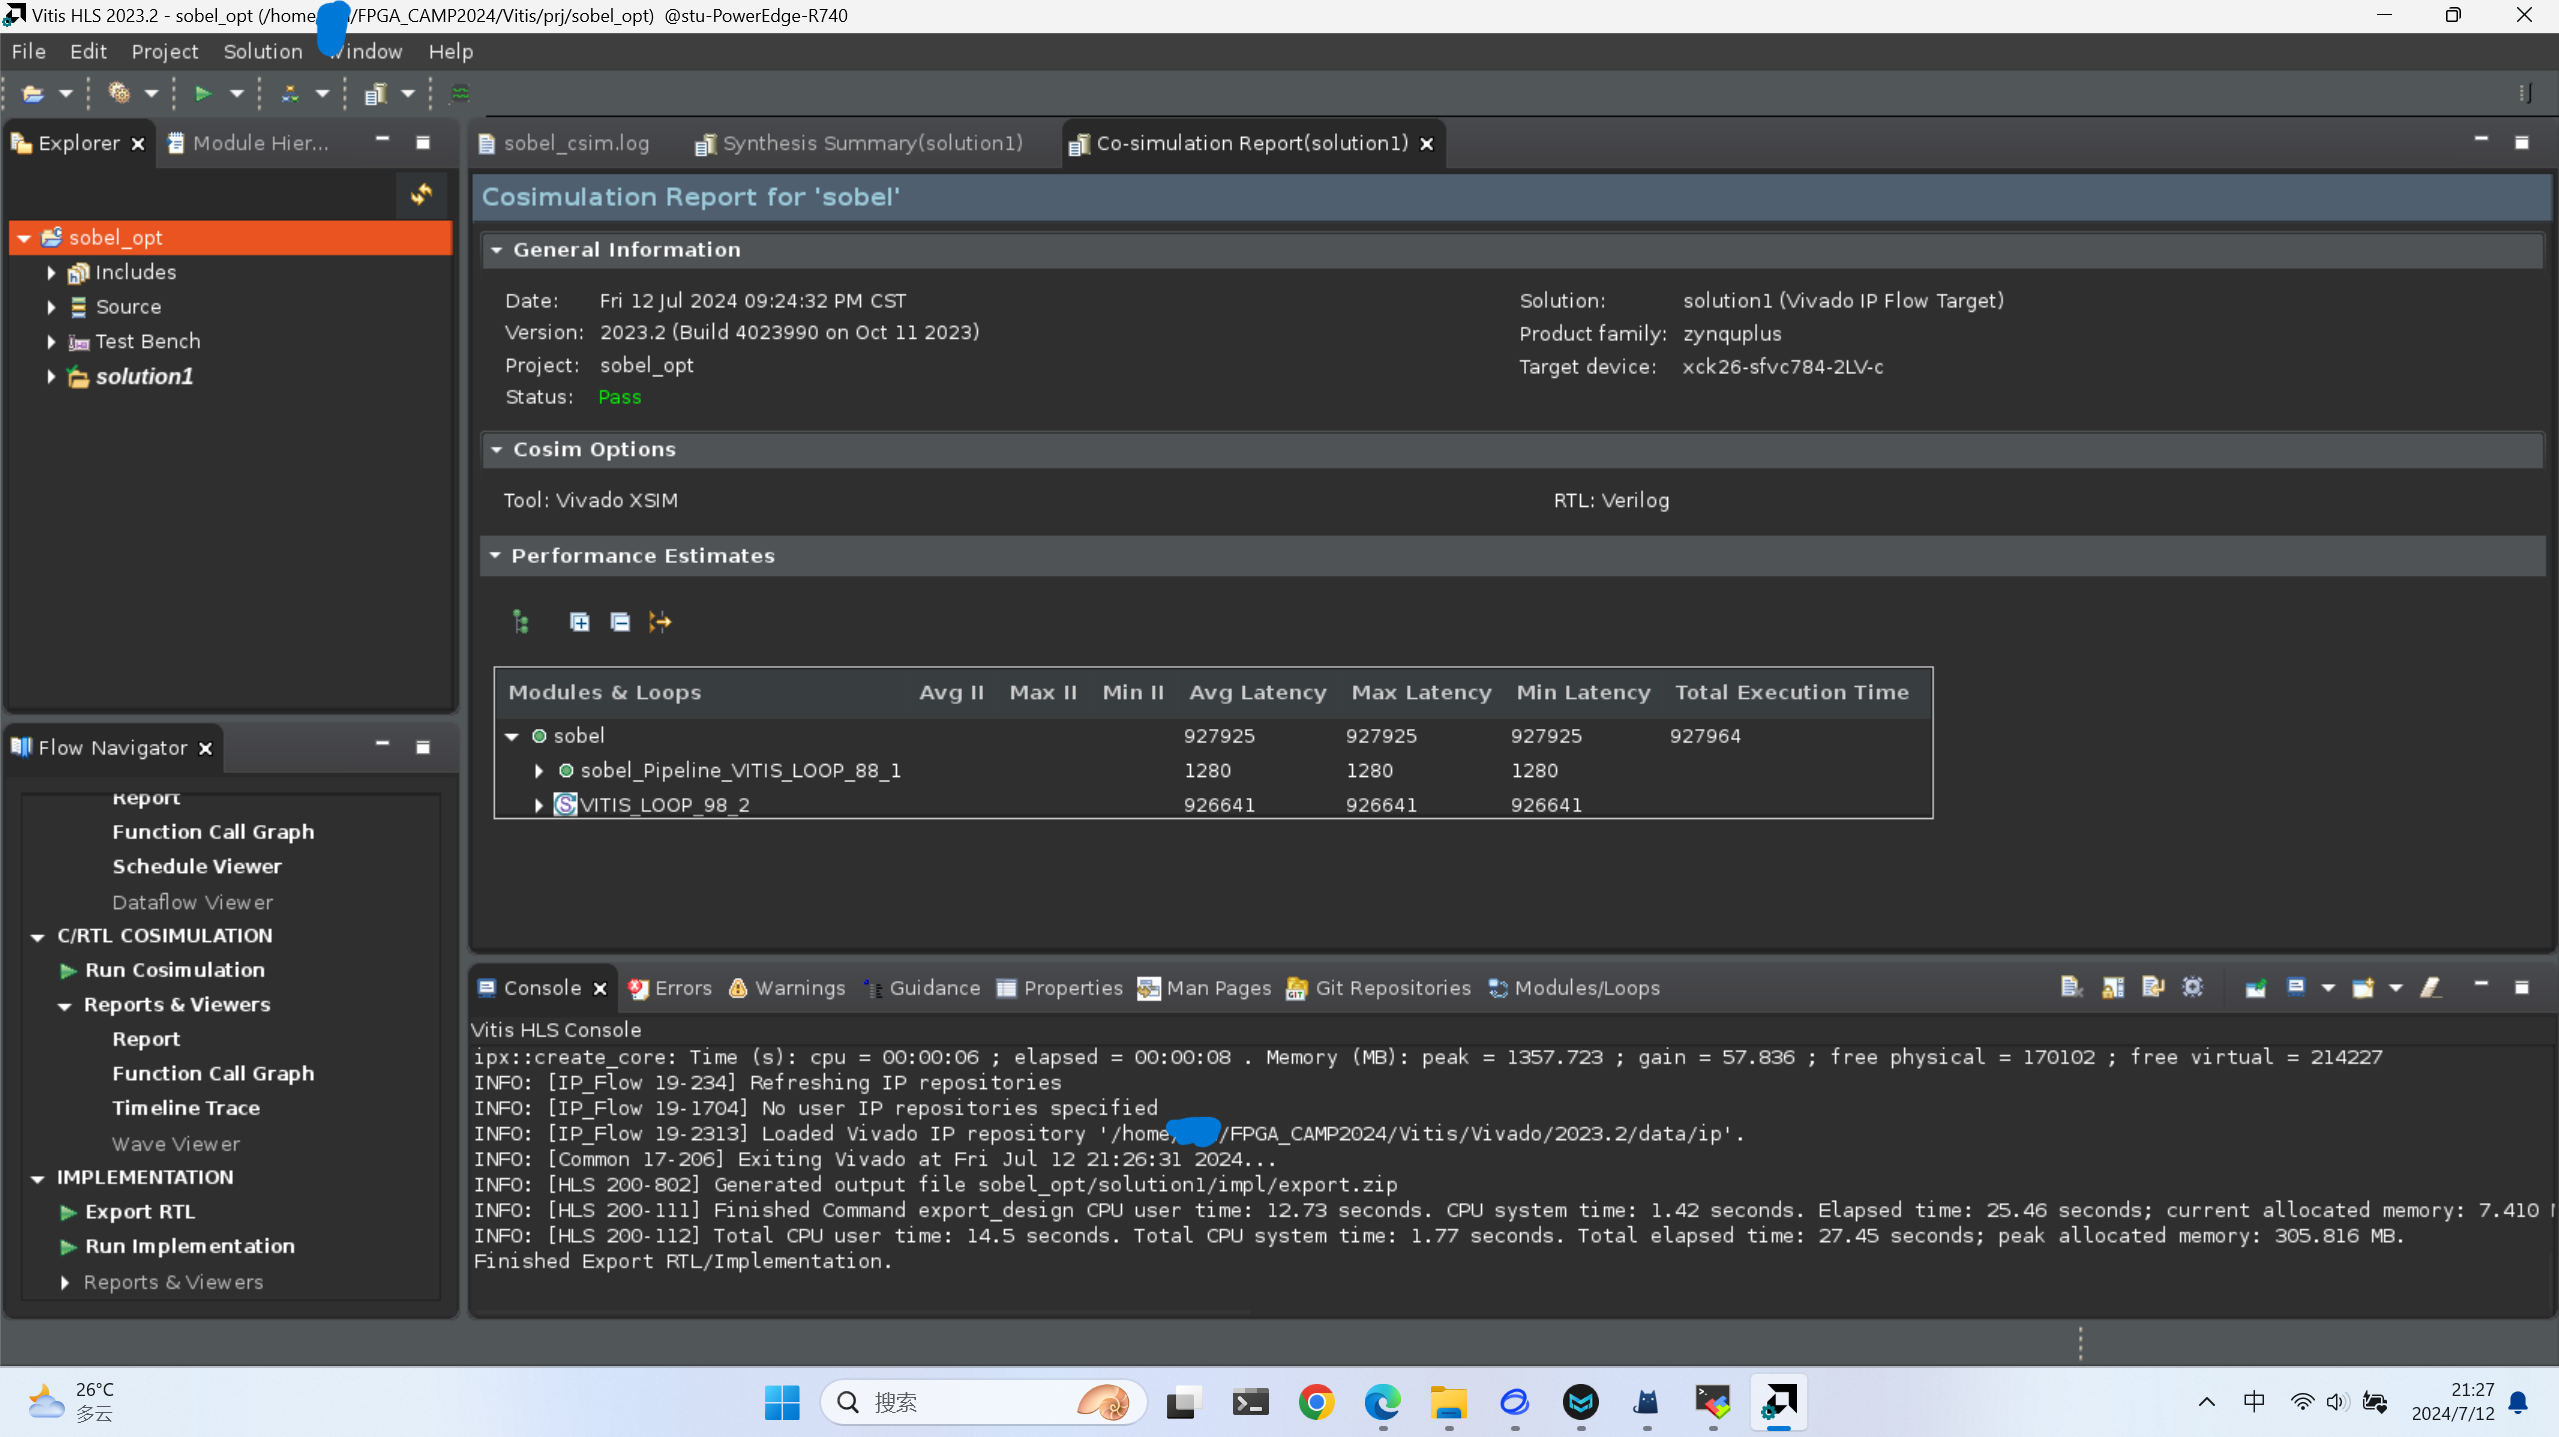 Vitis HLS 2023.2 - sobel_opt (/home/ /FPGA_CAMP2024/Vitis/prj/sobel_opt) @stu-PowerEdge-R740
File Edit Project Solution Window Help
Explorer Module Hier...
sobel_opt
Includes
Source
Test Bench
solution1
sobel_csim.log Synthesis Summary(solution1) Co-simulation Report(solution1)
Cosimulation Report for 'sobel'
General Information
Date: Fri 12 Jul 2024 09:24:32 PM CST
Version: 2023.2 (Build 4023990 on Oct 11 2023)
Project: sobel_opt
Status: Pass
Solution: solution1 (Vivado IP Flow Target)
Product family: zynquplus
Target device: xck26-sfvc784-2LV-c
Cosim Options
Tool: Vivado XSIM RTL: Verilog
Performance Estimates
Modules & Loops Avg II Max II Min II Avg Latency Max Latency Min Latency Total Execution Time
sobel 927925 927925 927925 927964
sobel_Pipeline_VITIS_LOOP_88_1 1280 1280 1280
VITIS_LOOP_98_2 926641 926641 926641
Flow Navigator
Report
Function Call Graph
Schedule Viewer
Dataflow Viewer
C/RTL COSIMULATION
Run Cosimulation
Reports & Viewers
Report
Function Call Graph
Timeline Trace
Wave Viewer
IMPLEMENTATION
Export RTL
Run Implementation
Reports & Viewers
Console Errors Warnings Guidance Properties Man Pages Git Repositories Modules/Loops
Vitis HLS Console
ipx::create_core: Time (s): cpu = 00:00:06 ; elapsed = 00:00:08 . Memory (MB): peak = 1357.723 ; gain = 57.836 ; free physical = 170102 ; free virtual = 214227
INFO: [IP_Flow 19-234] Refreshing IP repositories
INFO: [IP_Flow 19-1704] No user IP repositories specified
INFO: [IP_Flow 19-2313] Loaded Vivado IP repository '/home/ /FPGA_CAMP2024/Vitis/Vivado/2023.2/data/ip'.
INFO: [Common 17-206] Exiting Vivado at Fri Jul 12 21:26:31 2024...
INFO: [HLS 200-802] Generated output file sobel_opt/solution1/impl/export.zip
INFO: [HLS 200-111] Finished Command export_design CPU user time: 12.73 seconds. CPU system time: 1.42 seconds. Elapsed time: 25.46 seconds; current allocated memory: 7.410
INFO: [HLS 200-112] Total CPU user time: 14.5 seconds. Total CPU system time: 1.77 seconds. Total elapsed time: 27.45 seconds; peak allocated memory: 305.816 MB.
Finished Export RTL/Implementation.
26°C
多云
搜索
中
21:27
2024/7/12